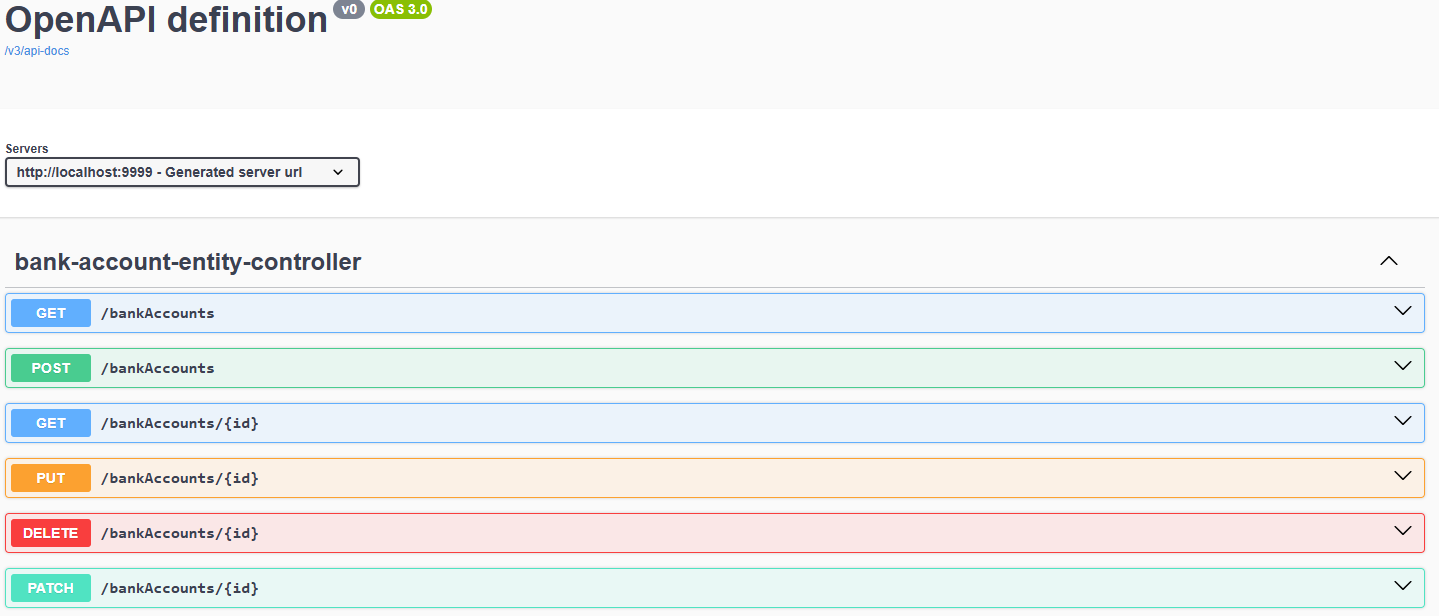 OpenAPI definition v0 OAS 3.0
/v3/api-docs
Servers
http://localhost:9999 - Generated server url
bank-account-entity-controller
GET /bankAccounts
POST /bankAccounts
GET /bankAccounts/{id}
PUT /bankAccounts/{id}
DELETE /bankAccounts/{id}
PATCH /bankAccounts/{id}